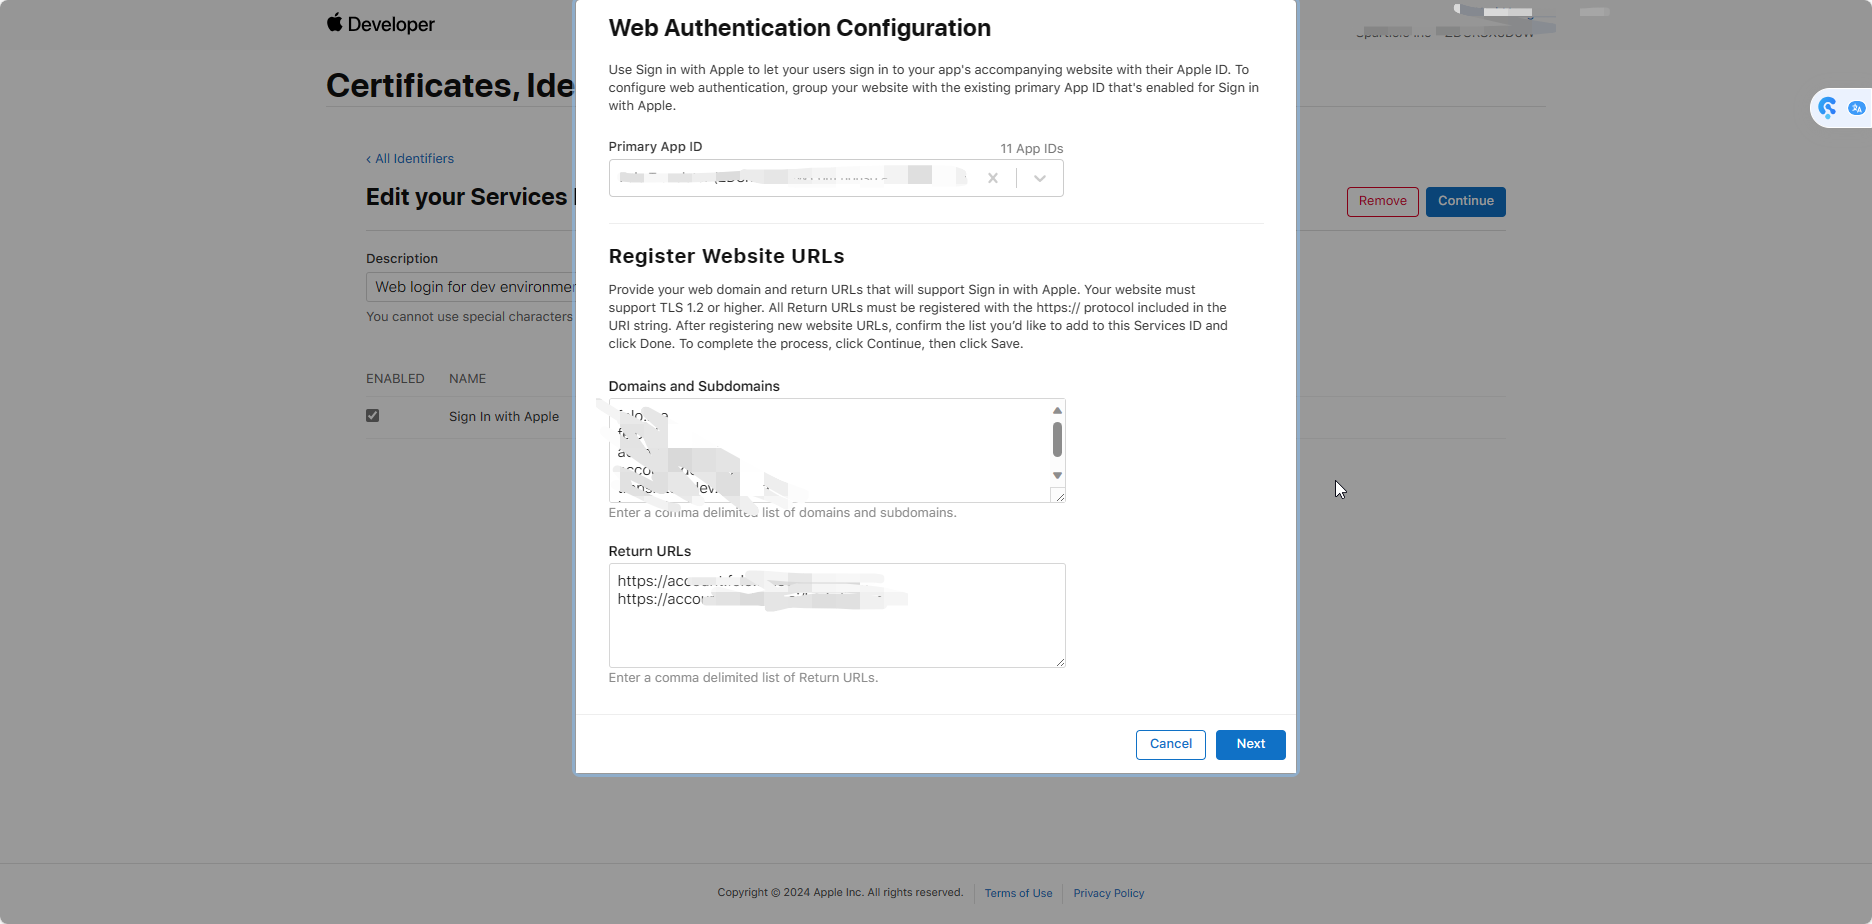 Developer
Web Authentication Configuration
Use Sign in with Apple to let your users sign in to your app's accompanying website with their Apple ID. To
configure web authentication, group your website with the existing primary App ID that's enabled for Sign in
with Apple.
Certificates, Ide
Primary App ID
11 App IDs
‹ All Identifiers
Edit your Services
Remove
Continue
Register Website URLs
Description
Web login for dev environmen
You cannot use special characters
Provide your web domain and return URLs that will support Sign in with Apple. Your website must
support TLS 1.2 or higher. All Return URLs must be registered with the https:// protocol included in the
URI string. After registering new website URLs, confirm the list you’d like to add to this Services ID and
click Done. To complete the process, click Continue, then click Save.
ENABLED
NAME
Sign In with Apple
Domains and Subdomains
Enter a comma delimited list of domains and subdomains.
Return URLs
https://
https://
Enter a comma delimited list of Return URLs.
Cancel
Next
Copyright © 2024 Apple Inc. All rights reserved.
Terms of Use
Privacy Policy